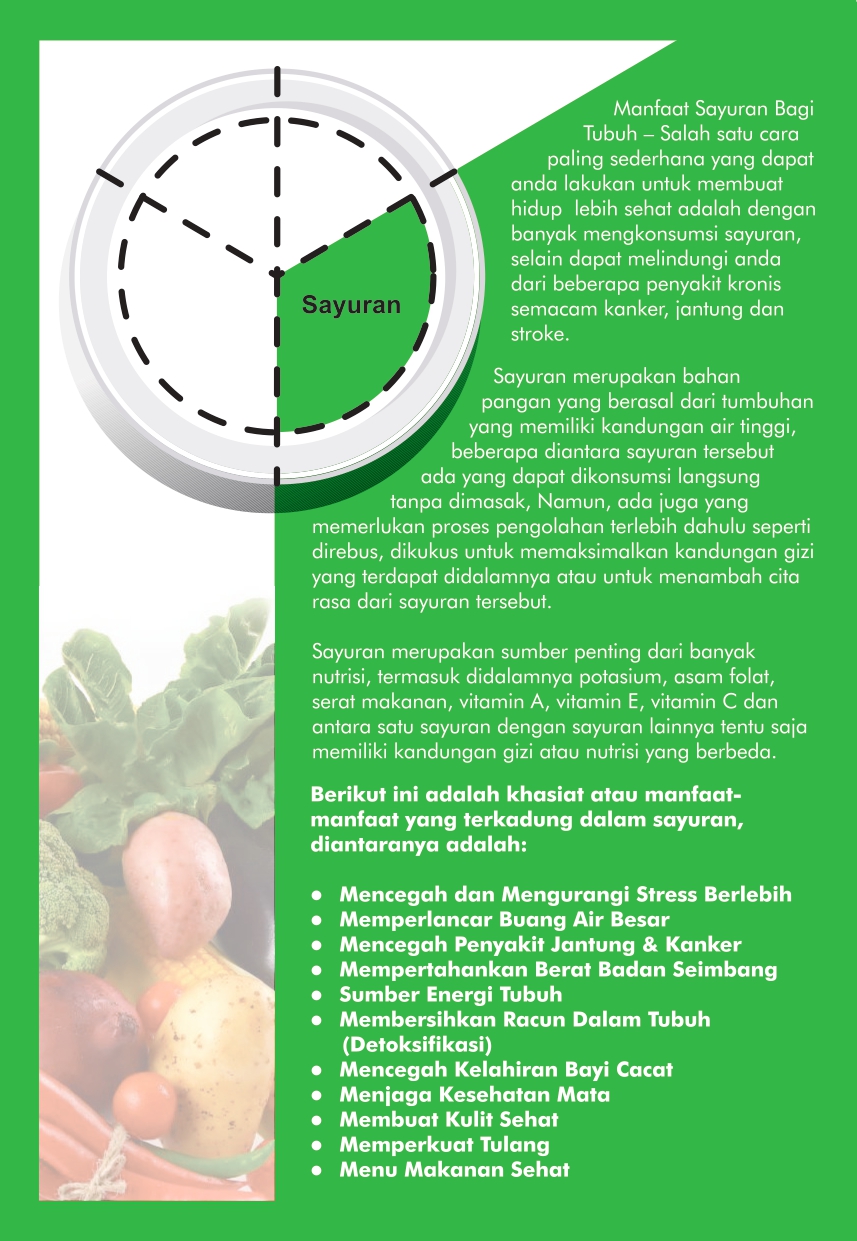 Sayuran
Manfaat Sayuran Bagi
Tubuh – Salah satu cara
paling sederhana yang dapat
anda lakukan untuk membuat
hidup  lebih sehat adalah dengan
banyak mengkonsumsi sayuran,
selain dapat melindungi anda
dari beberapa penyakit kronis
semacam kanker, jantung dan
stroke.
Sayuran merupakan bahan
pangan yang berasal dari tumbuhan
yang memiliki kandungan air tinggi,
beberapa diantara sayuran tersebut
ada yang dapat dikonsumsi langsung
tanpa dimasak, Namun, ada juga yang
memerlukan proses pengolahan terlebih dahulu seperti
direbus, dikukus untuk memaksimalkan kandungan gizi
yang terdapat didalamnya atau untuk menambah cita
rasa dari sayuran tersebut.
Sayuran merupakan sumber penting dari banyak
nutrisi, termasuk didalamnya potasium, asam folat,
serat makanan, vitamin A, vitamin E, vitamin C dan
antara satu sayuran dengan sayuran lainnya tentu saja
memiliki kandungan gizi atau nutrisi yang berbeda.
Berikut ini adalah khasiat atau manfaat-
manfaat yang terkadung dalam sayuran,
diantaranya adalah:
● Mencegah dan Mengurangi Stress Berlebih
● Memperlancar Buang Air Besar
● Mencegah Penyakit Jantung & Kanker
● Mempertahankan Berat Badan Seimbang
● Sumber Energi Tubuh
● Membersihkan Racun Dalam Tubuh
(Detoksifikasi)
● Mencegah Kelahiran Bayi Cacat
● Menjaga Kesehatan Mata
● Membuat Kulit Sehat
● Memperkuat Tulang
● Menu Makanan Sehat